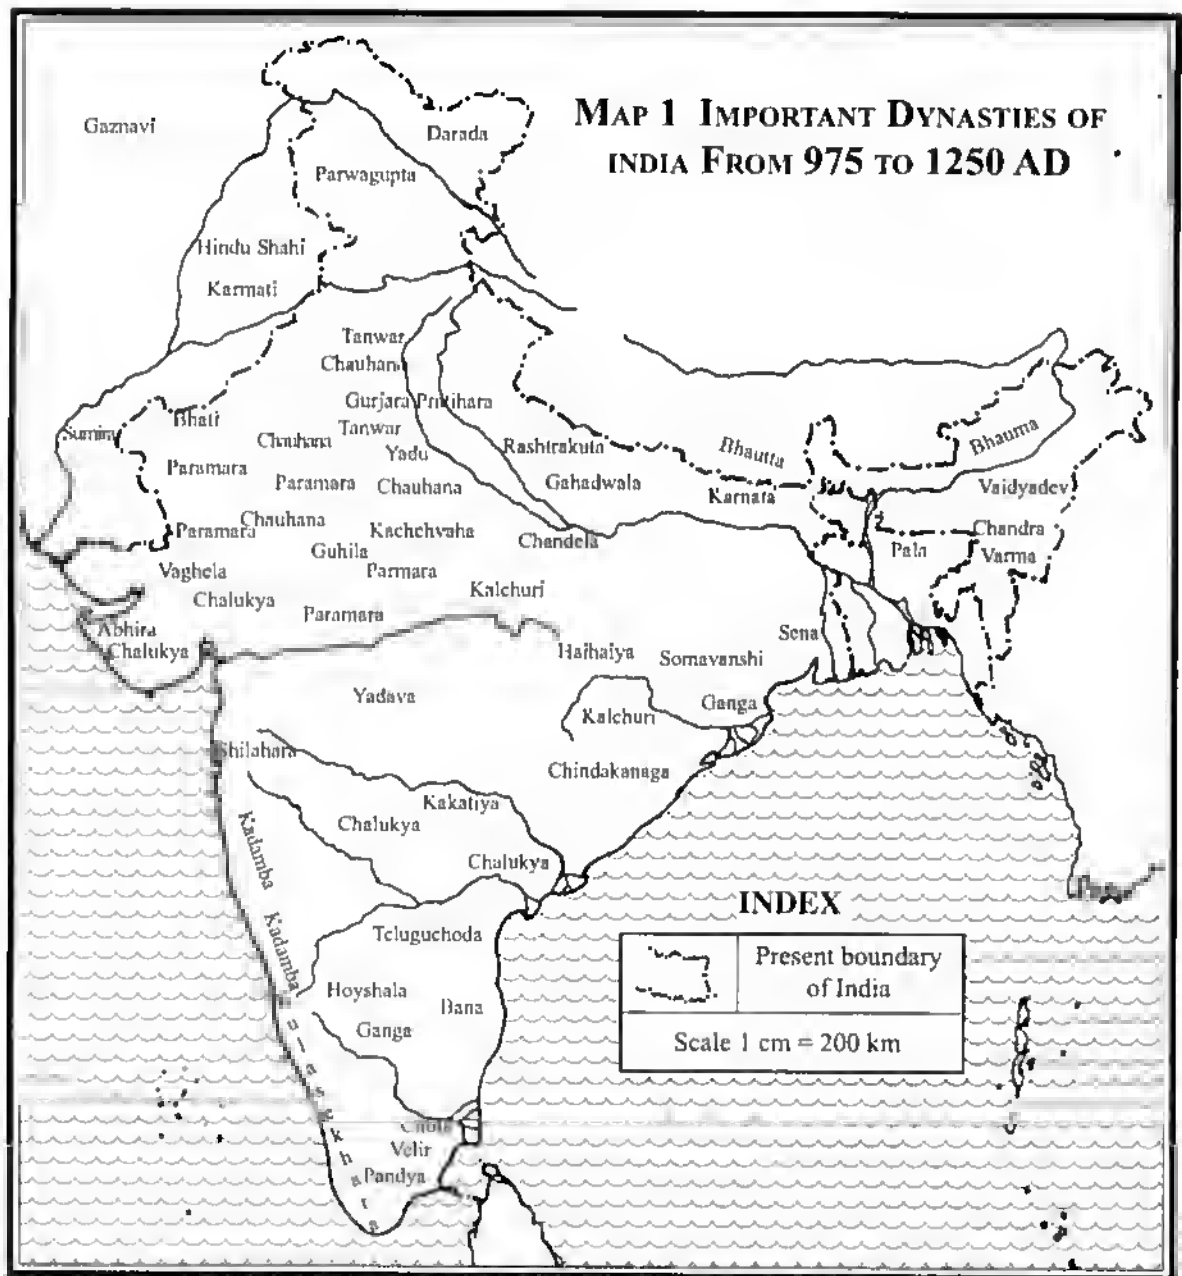 MAP 1 IMPORTANT DYNASTIES OF
INDIA FROM 975 TO 1250 AD
Gaznavi
Darada
Parwagupta
Hindu Shahi
Karmati
Tanwar
Chauhana
Gurjara Pratihara
Bhati
Sumira
Tanwar
Chauhana
Yadu
Rashtrakuta
Bhautta
Bhauma
Paramara
Paramara
Chauhana
Gahadwala
Karnata
Vaidyadev
Chauhana
Paramara
Kachchvaha
Chandela
Chandra
Guhila
Pala
Varma
Vaghela
Parmara
Kalchuri
Chalukya
Paramara
Abhira
Chalukya
Sena
Haihaiya
Somavanshi
Yadava
Ganga
Kalchuri
Shilahara
Chindakanaga
Kakatiya
Kadamba
Chalukya
Chalukya
Kadamba
Teluguchoda
Hoyshala
Bana
Ganga
Chola
Velir
Pandya
INDEX
Present boundary
of India
Scale 1 cm = 200 km